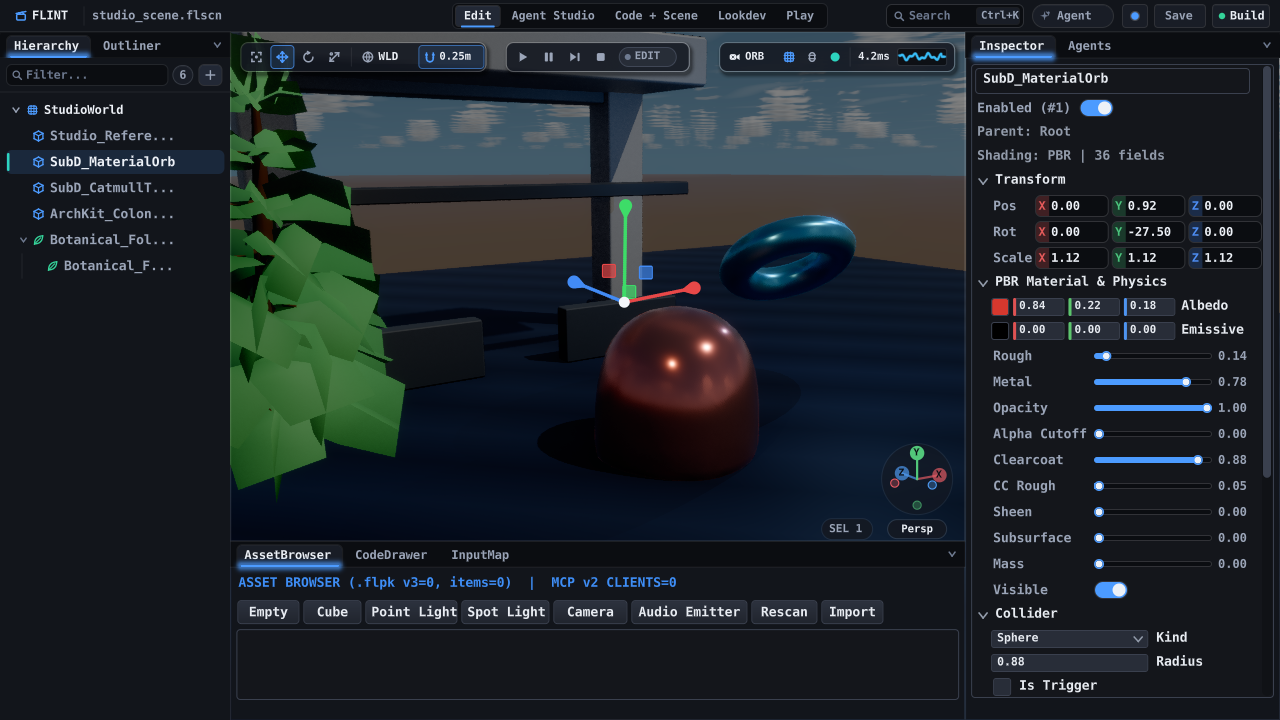 FLINT studio_scene.flscn Edit Agent Studio Code + Scene Lookdev Play Search Ctrl+K Agent Save Build
Hierarchy Outliner
Filter... 6 +
StudioWorld
Studio_Refere...
SubD_MaterialOrb
SubD_CatmullT...
ArchKit_Colon...
Botanical_Fol...
Botanical_F...
WLD 0.25m EDIT ORB 4.2ms
Y
Z X
SEL 1 Persp
AssetBrowser CodeDrawer InputMap
ASSET BROWSER (.flpk v3=0, items=0) | MCP v2 CLIENTS=0
Empty Cube Point Light Spot Light Camera Audio Emitter Rescan Import
Inspector Agents
SubD_MaterialOrb
Enabled (#1)
Parent: Root
Shading: PBR | 36 fields
Transform
Pos X 0.00 Y 0.92 Z 0.00
Rot X 0.00 Y -27.50 Z 0.00
Scale X 1.12 Y 1.12 Z 1.12
PBR Material & Physics
0.84 0.22 0.18 Albedo
0.00 0.00 0.00 Emissive
Rough 0.14
Metal 0.78
Opacity 1.00
Alpha Cutoff 0.00
Clearcoat 0.88
CC Rough 0.05
Sheen 0.00
Subsurface 0.00
Mass 0.00
Visible
Collider
Sphere Kind
0.88 Radius
Is Trigger